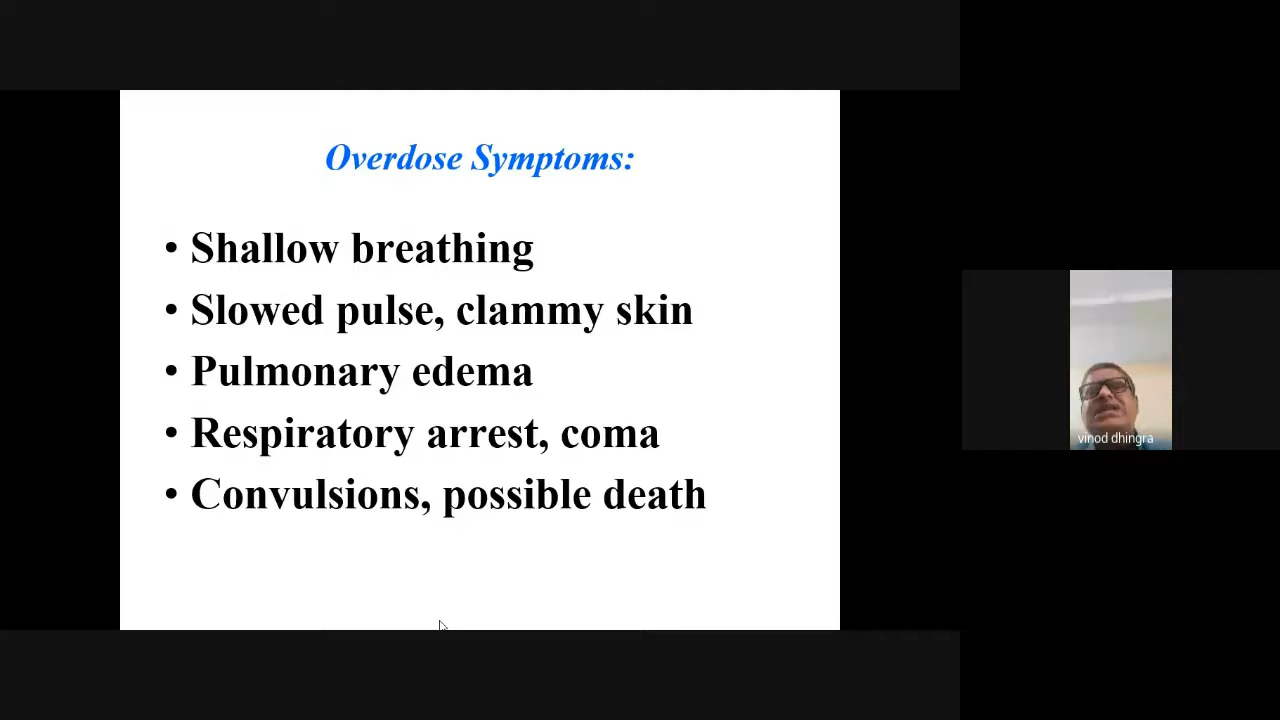 Overdose Symptoms:
• Shallow breathing
• Slowed pulse, clammy skin
• Pulmonary edema
• Respiratory arrest, coma
• Convulsions, possible death
vinod dhingra